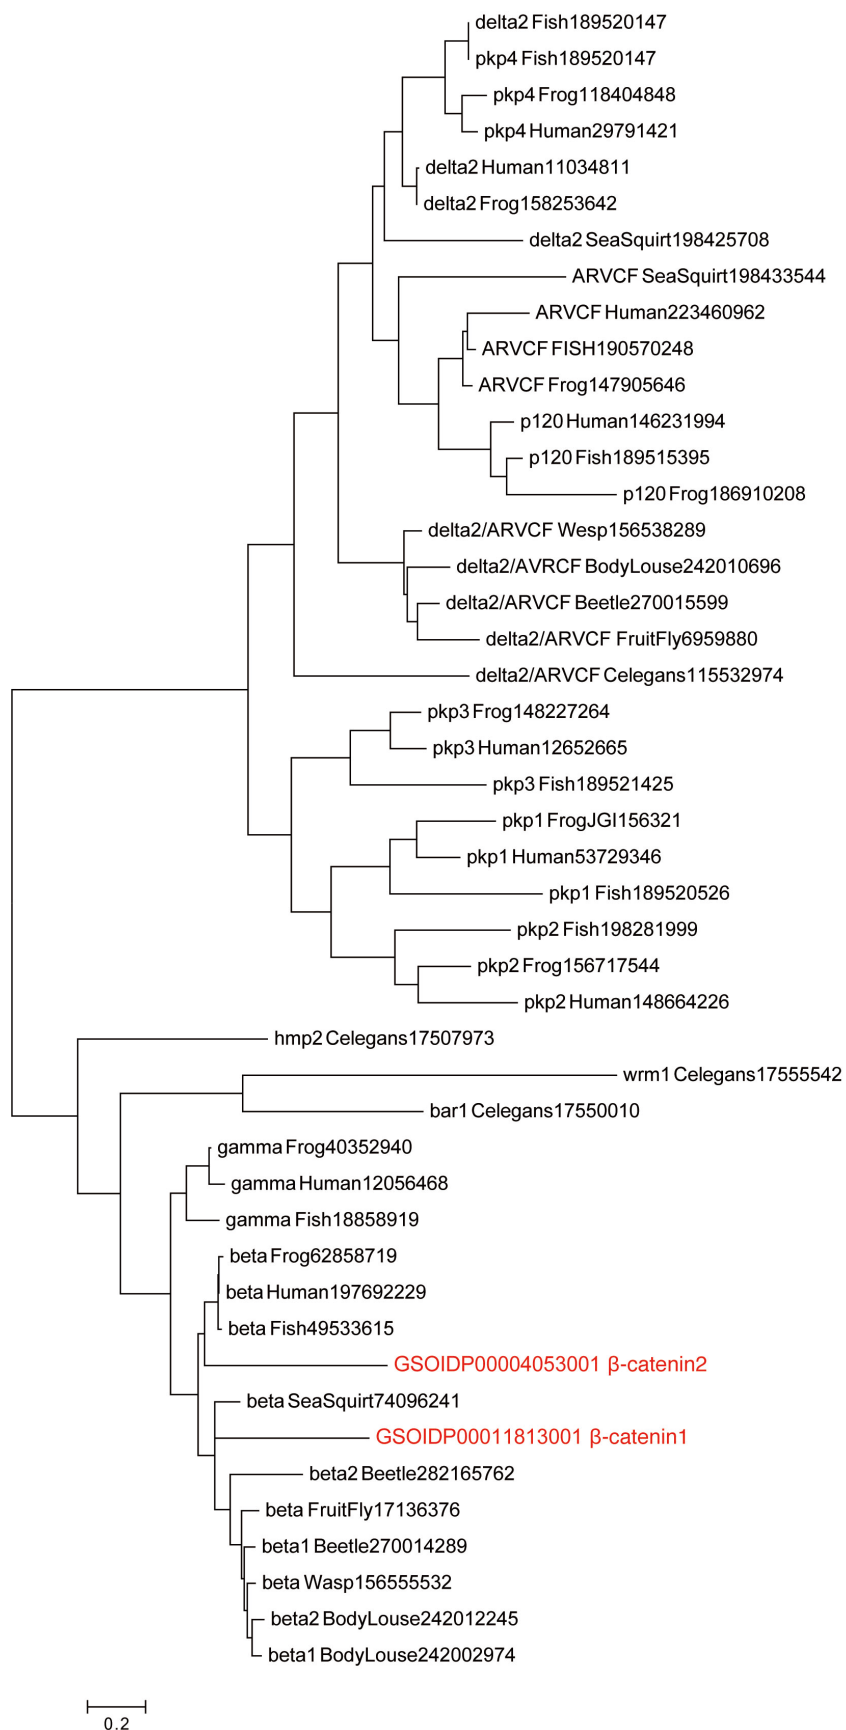 delta2 Fish189520147
pkp4 Fish189520147
pkp4 Frog118404848
pkp4 Human29791421
delta2 Human11034811
delta2 Frog158253642
delta2 SeaSquirt198425708
ARVCF SeaSquirt198433544
ARVCF Human223460962
ARVCF FISH190570248
ARVCF Frog147905646
p120 Human146231994
p120 Fish189515395
p120 Frog186910208
delta2/ARVCF Wesp156538289
delta2/AVRCF BodyLouse242010696
delta2/ARVCF Beetle270015599
delta2/ARVCF FruitFly6959880
delta2/ARVCF Celegans115532974
pkp3 Frog148227264
pkp3 Human12652665
pkp3 Fish189521425
pkp1 FrogJGI156321
pkp1 Human53729346
pkp1 Fish189520526
pkp2 Fish198281999
pkp2 Frog156717544
pkp2 Human148664226
hmp2 Celegans17507973
wrm1 Celegans17555542
bar1 Celegans17550010
gamma Frog40352940
gamma Human12056468
gamma Fish18858919
beta Frog62858719
beta Human197692229
beta Fish49533615
GSOIDP00004053001 β-catenin2
beta SeaSquirt74096241
GSOIDP00011813001 β-catenin1
beta2 Beetle282165762
beta FruitFly17136376
beta1 Beetle270014289
beta Wasp156555532
beta2 BodyLouse242012245
beta1 BodyLouse242002974
0.2